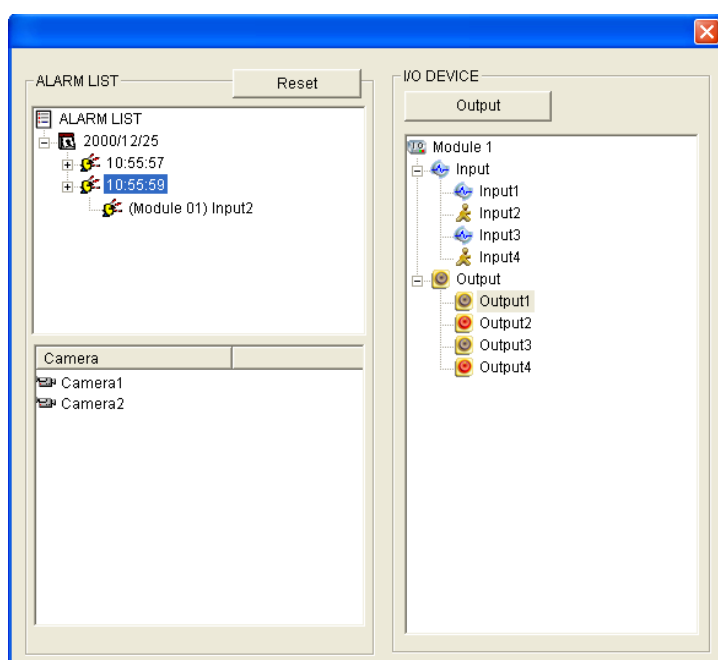 ALARM LIST
Reset
ALARM LIST
2000/12/25
10:55:57
10:55:59
(Module 01) Input2
Camera
Camera1
Camera2
I/O DEVICE
Output
Module 1
Input
Input1
Input2
Input3
Input4
Output
Output1
Output2
Output3
Output4